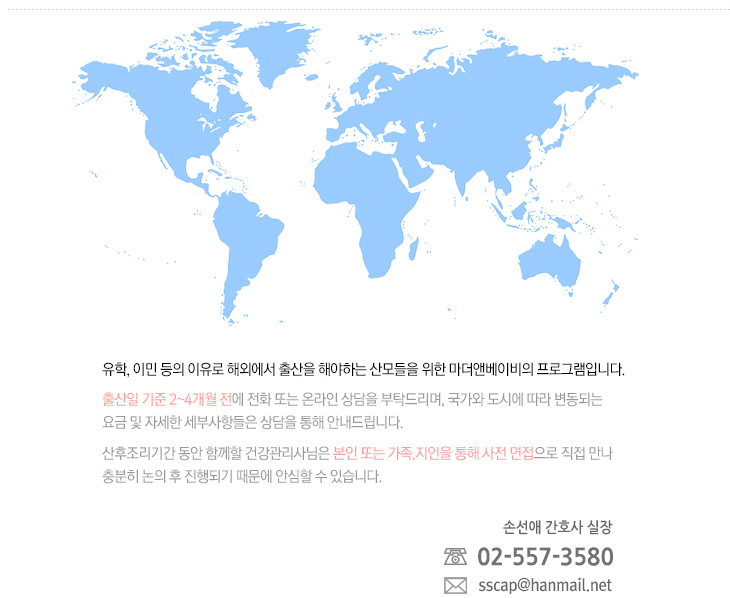 유학, 이민 등의 이유로 해외에서 출산을 해야하는 산모들을 위한 마더앤베이비의 프로그램입니다.
출산일 기준 2~4개월 전에 전화 또는 온라인 상담을 부탁드리며, 국가와 도시에 따라 변동되는
요금 및 자세한 세부사항들은 상담을 통해 안내드립니다.
산후조리기간 동안 함께할 건강관리사님은 본인 또는 가족,지인을 통해 사전 면접으로 직접 만나
충분히 논의 후 진행되기 때문에 안심할 수 있습니다.
손선애 간호사 실장
02-557-3580
sscap@hanmail.net